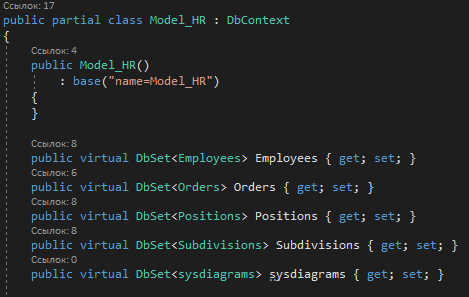 Ссылок: 17
public partial class Model_HR : DbContext
{
Ссылок: 4
public Model_HR()
: base("name=Model_HR")
{
}
Ссылок: 8
public virtual DbSet<Employees> Employees { get; set; }
Ссылок: 6
public virtual DbSet<Orders> Orders { get; set; }
Ссылок: 8
public virtual DbSet<Positions> Positions { get; set; }
Ссылок: 8
public virtual DbSet<Subdivisions> Subdivisions { get; set; }
Ссылок: 0
public virtual DbSet<sysdiagrams> sysdiagrams { get; set; }